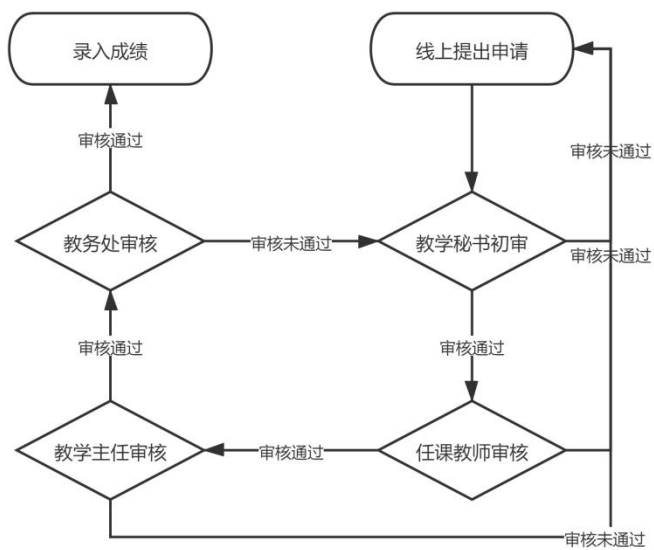 录入成绩
线上提出申请
审核通过
审核未通过
教务处审核
审核未通过
教学秘书初审
审核未通过
审核通过
审核通过
教学主任审核
审核通过
任课教师审核
审核未通过